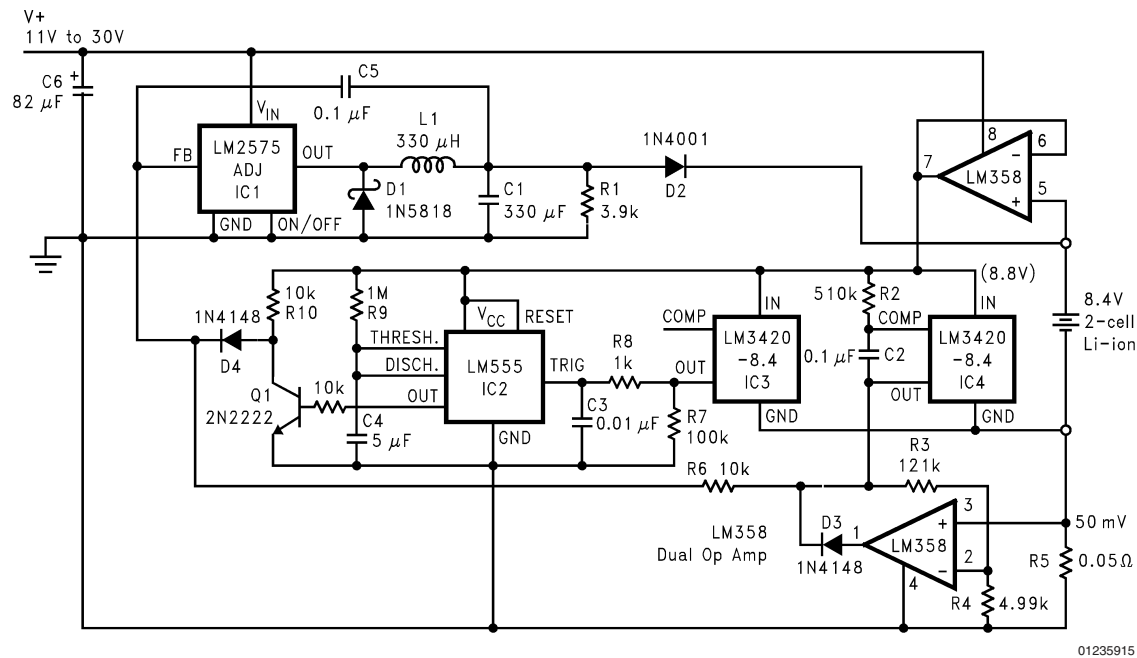 V+
11V to 30V
C6
+
82 µF
C5
0.1 µF
VIN
L1
330 µH
LM2575
ADJ
IC1
FB
OUT
GND
ON/OFF
D1
1N5818
C1
330 µF
R1
3.9k
1N4001
D2
8
6
7
5
−
LM358
+
(8.8V)
10k
R10
1M
R9
1N4148
D4
VCC
RESET
THRESH.
DISCH.
LM555
IC2
TRIG
OUT
GND
R8
1k
Q1
2N2222
10k
C4
5 µF
C3
0.01 µF
R7
100k
COMP
IN
LM3420
-8.4
IC3
OUT
GND
510k
R2
COMP
0.1 µF
C2
IN
LM3420
-8.4
IC4
OUT
GND
8.4V
2-cell
Li-ion
R6 10k
R3
121k
LM358
Dual Op Amp
D3
1N4148
1
3
+
LM358
−
2
4
50 mV
R5
0.05Ω
R4
4.99k
01235915